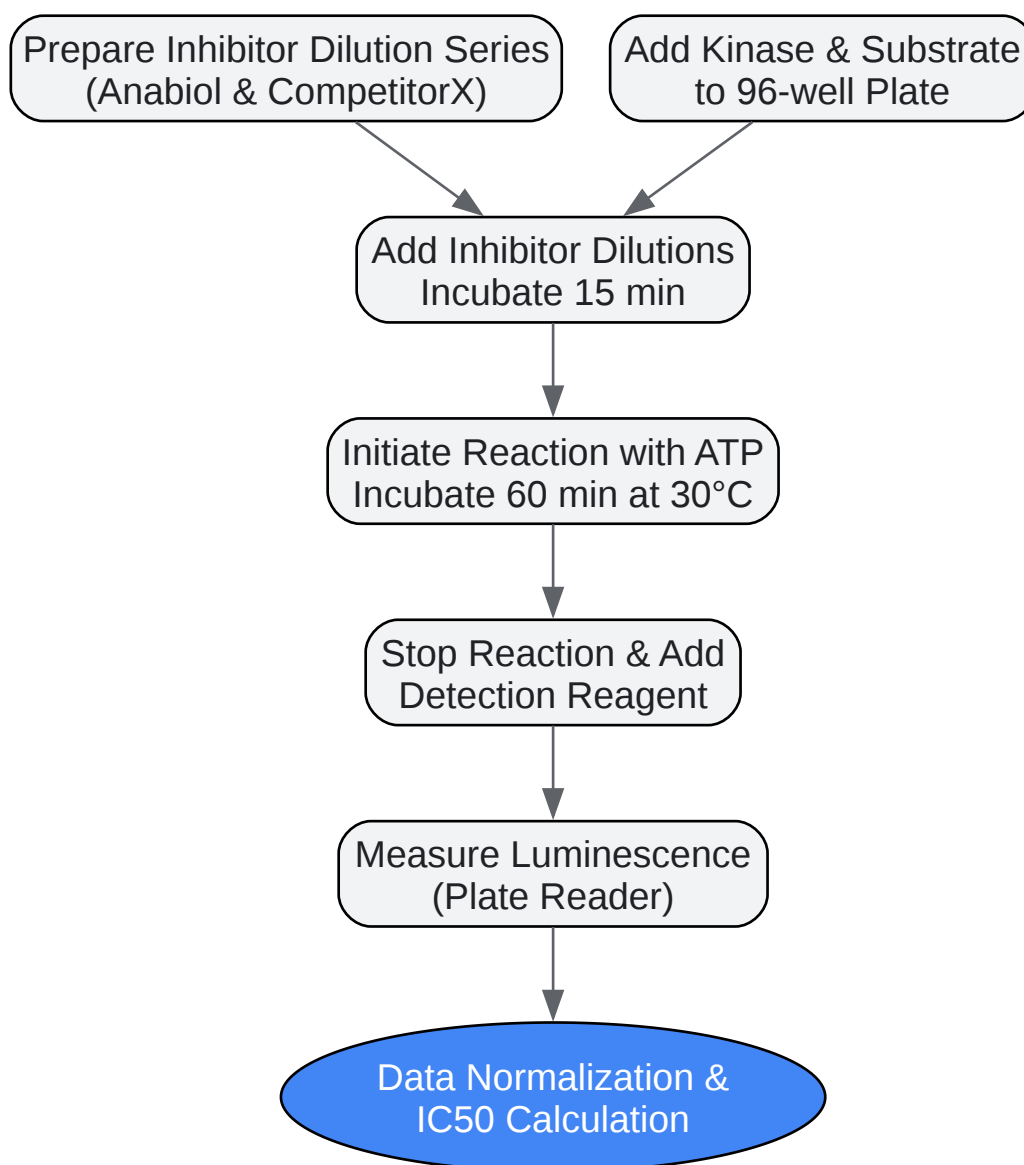 Prepare Inhibitor Dilution Series
(Anabiol & CompetitorX)
Add Kinase & Substrate
to 96-well Plate
Add Inhibitor Dilutions
Incubate 15 min
Initiate Reaction with ATP
Incubate 60 min at 30°C
Stop Reaction & Add
Detection Reagent
Measure Luminescence
(Plate Reader)
Data Normalization &
IC50 Calculation